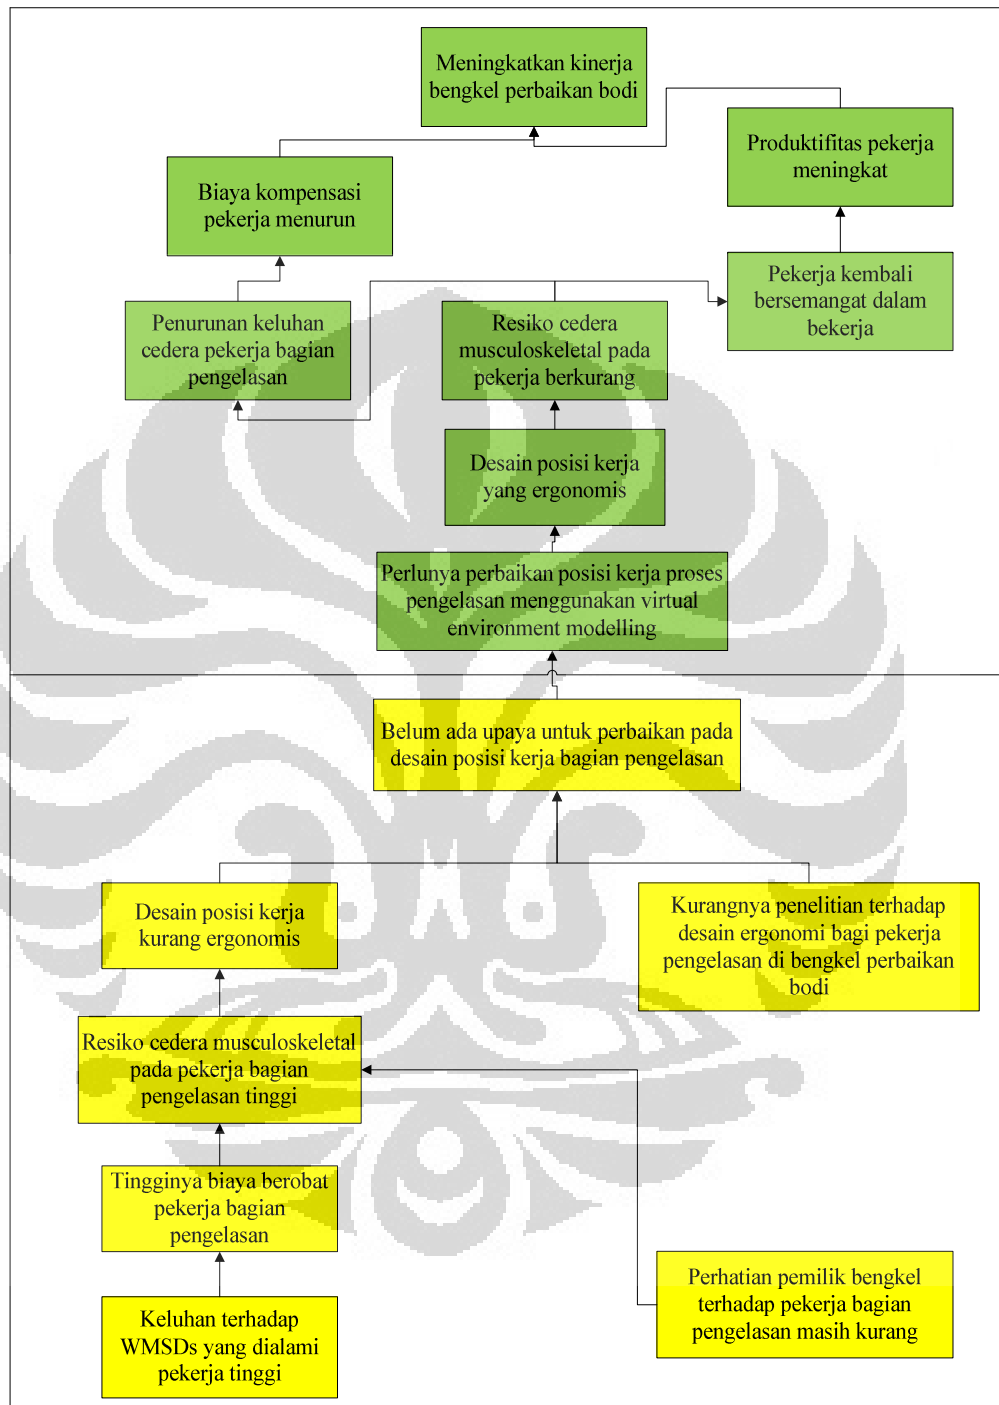 Meningkatkan kinerja
bengkel perbaikan bodi
Produktifitas pekerja
meningkat
Biaya kompensasi
pekerja menurun
Pekerja kembali
bersemangat dalam
bekerja
Penurunan keluhan
cedera pekerja bagian
pengelasan
Resiko cedera
musculoskeletal pada
pekerja berkurang
Desain posisi kerja
yang ergonomis
Perlunya perbaikan posisi kerja proses
pengelasan menggunakan virtual
environment modelling
Belum ada upaya untuk perbaikan pada
desain posisi kerja bagian pengelasan
Desain posisi kerja
kurang ergonomis
Kurangnya penelitian terhadap
desain ergonomi bagi pekerja
pengelasan di bengkel perbaikan
bodi
Resiko cedera musculoskeletal
pada pekerja bagian
pengelasan tinggi
Tingginya biaya berobat
pekerja bagian
pengelasan
Perhatian pemilik bengkel
terhadap pekerja bagian
pengelasan masih kurang
Keluhan terhadap
WMSDs yang dialami
pekerja tinggi